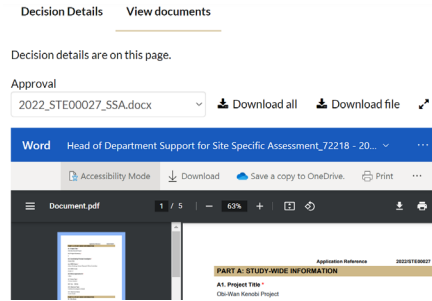 Decision Details View documents
Decision details are on this page.
Approval
2022_STE00027_SSA.docx Download all Download file
Word Head of Department Support for Site Specific Assessment_72218 - 20... ...
Accessibility Mode Download Save a copy to OneDrive. Print ...
Document.pdf 1 / 5 | − 63% + |
Application Reference 2022/STE00027
PART A: STUDY-WIDE INFORMATION
A1. Project Title *
Obi-Wan Kenobi Project